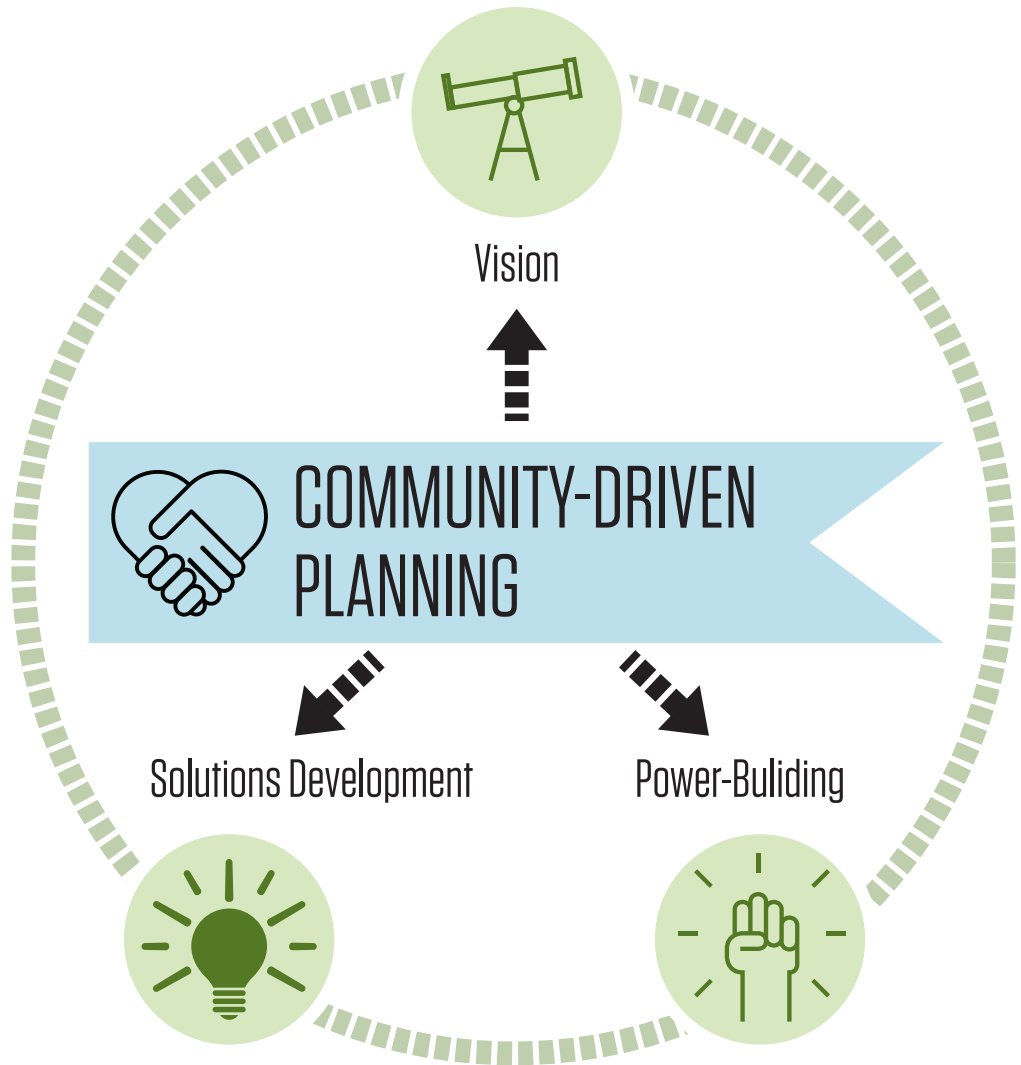 Vision
COMMUNITY-DRIVEN
PLANNING
Solutions Development
Power-Buliding